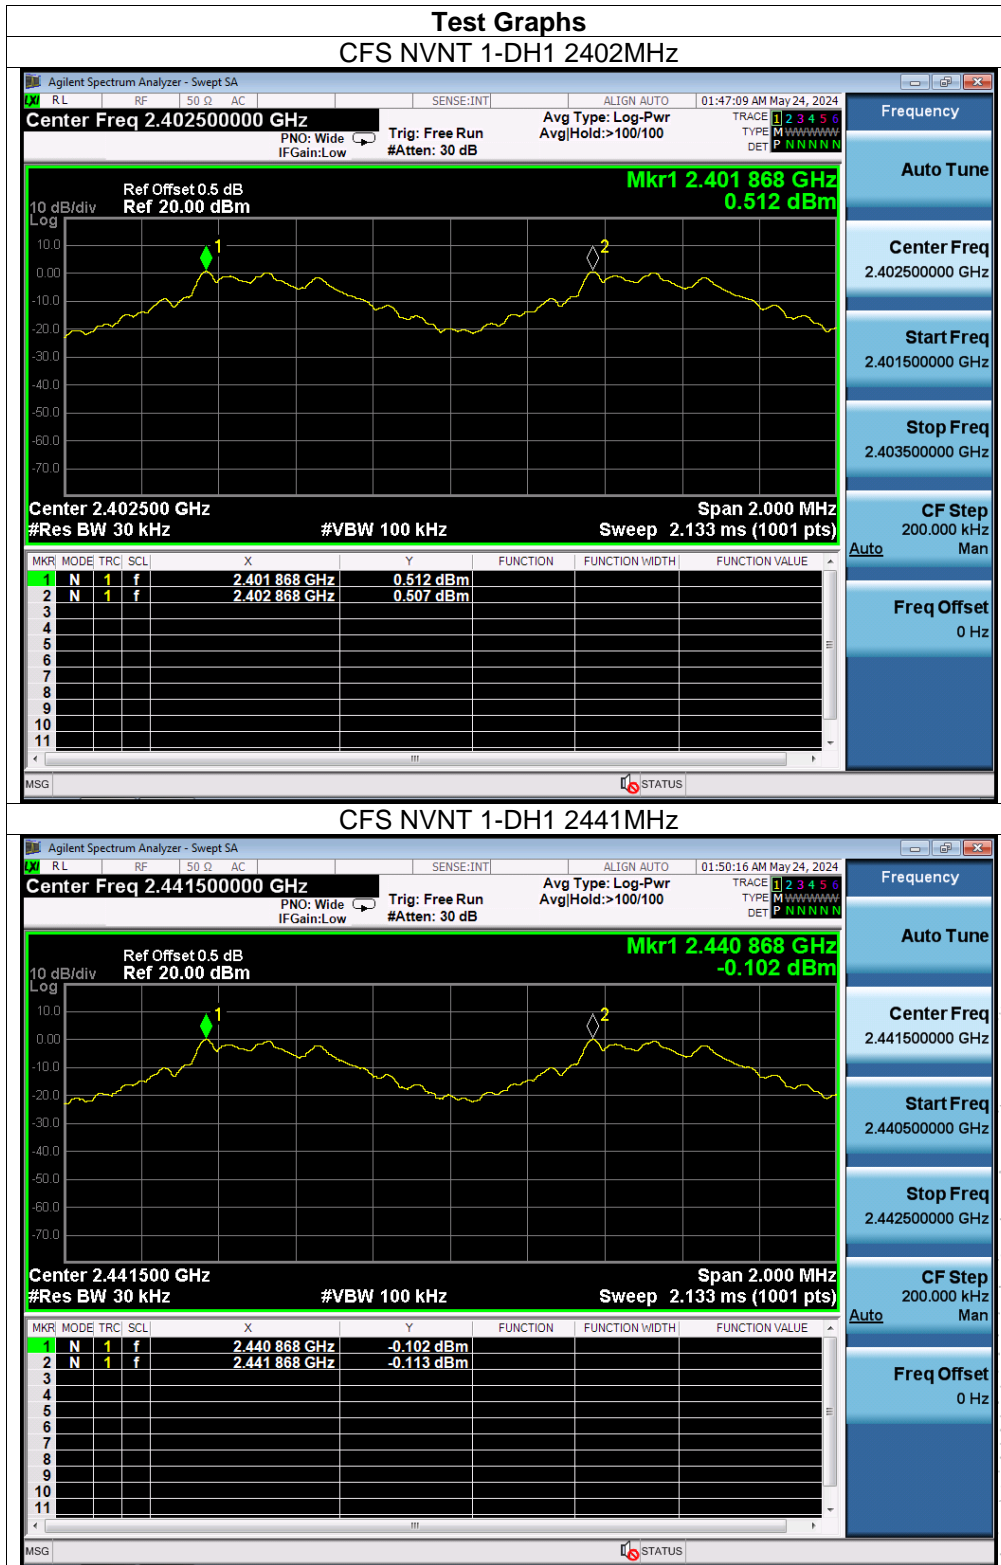 Test Graphs
CFS NVNT 1-DH1 2402MHz
Agilent Spectrum Analyzer - Swept SA
LXI RL RF 50 Ω AC SENSE:INT ALIGN AUTO 01:47:09 AM May 24, 2024
Center Freq 2.402500000 GHz
PNO: Wide
IFGain:Low
Trig: Free Run
#Atten: 30 dB
Avg Type: Log-Pwr
Avg|Hold:>100/100
TRACE 1 2 3 4 5 6
TYPE M WWWWW
DET P N N N N N
Frequency
Auto Tune
Center Freq
2.402500000 GHz
Start Freq
2.401500000 GHz
Stop Freq
2.403500000 GHz
CF Step
200.000 kHz
Auto Man
Freq Offset
0 Hz
Mkr1 2.401 868 GHz
0.512 dBm
Ref Offset 0.5 dB
10 dB/div Ref 20.00 dBm
Log
10.0
0.00
-10.0
-20.0
-30.0
-40.0
-50.0
-60.0
-70.0
1
2
Center 2.402500 GHz Span 2.000 MHz
#Res BW 30 kHz #VBW 100 kHz Sweep 2.133 ms (1001 pts)
MKR MODE TRC SCL X Y FUNCTION FUNCTION WIDTH FUNCTION VALUE
1 N 1 f 2.401 868 GHz 0.512 dBm
2 N 1 f 2.402 868 GHz 0.507 dBm
3
4
5
6
7
8
9
10
11
MSG STATUS
CFS NVNT 1-DH1 2441MHz
Agilent Spectrum Analyzer - Swept SA
LXI RL RF 50 Ω AC SENSE:INT ALIGN AUTO 01:50:16 AM May 24, 2024
Center Freq 2.441500000 GHz
PNO: Wide
IFGain:Low
Trig: Free Run
#Atten: 30 dB
Avg Type: Log-Pwr
Avg|Hold:>100/100
TRACE 1 2 3 4 5 6
TYPE M WWWWW
DET P N N N N N
Frequency
Auto Tune
Center Freq
2.441500000 GHz
Start Freq
2.440500000 GHz
Stop Freq
2.442500000 GHz
CF Step
200.000 kHz
Auto Man
Freq Offset
0 Hz
Mkr1 2.440 868 GHz
-0.102 dBm
Ref Offset 0.5 dB
10 dB/div Ref 20.00 dBm
Log
10.0
0.00
-10.0
-20.0
-30.0
-40.0
-50.0
-60.0
-70.0
1
2
Center 2.441500 GHz Span 2.000 MHz
#Res BW 30 kHz #VBW 100 kHz Sweep 2.133 ms (1001 pts)
MKR MODE TRC SCL X Y FUNCTION FUNCTION WIDTH FUNCTION VALUE
1 N 1 f 2.440 868 GHz -0.102 dBm
2 N 1 f 2.441 868 GHz -0.113 dBm
3
4
5
6
7
8
9
10
11
MSG STATUS